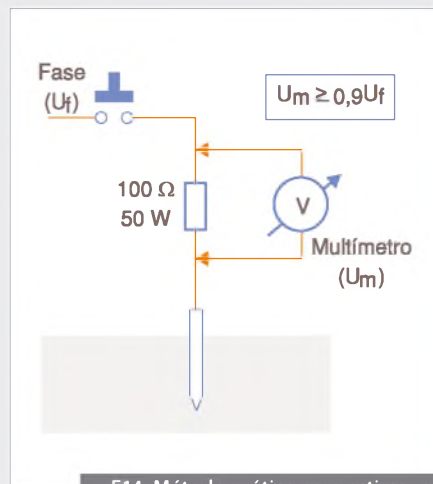 Fase
(Uf)
Um ≥ 0,9Uf
100 Ω
50 W
V
Multímetro
(Um)